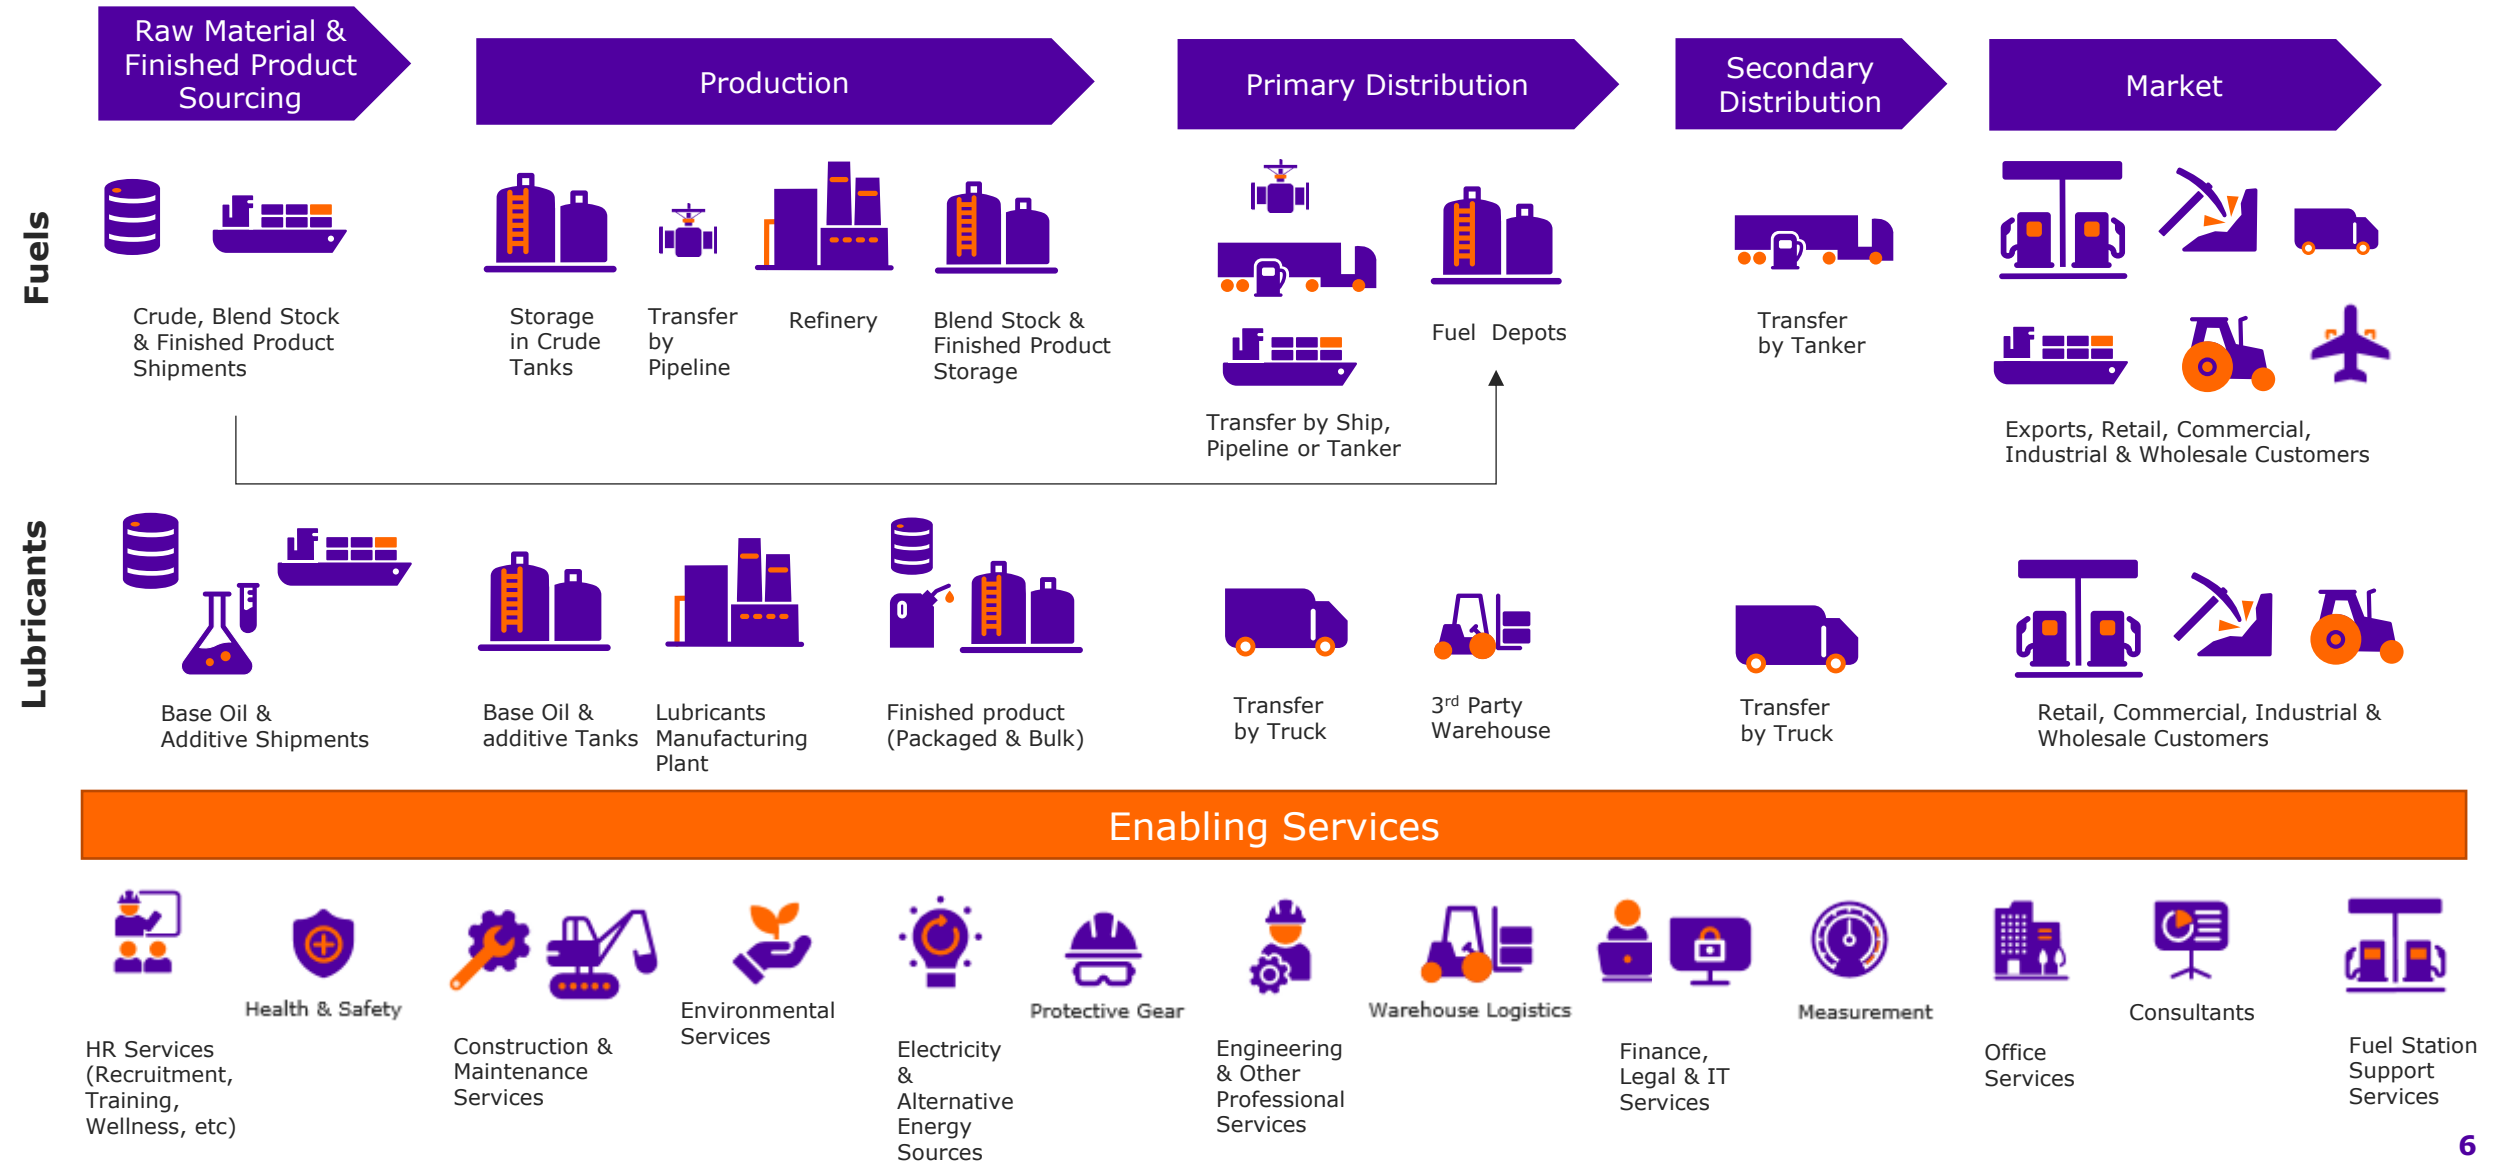 Raw Material &
Finished Product
Sourcing
Production
Primary Distribution
Secondary
Distribution
Market
Fuels
Crude, Blend Stock
& Finished Product
Shipments
Storage
in Crude
Tanks
Transfer
by
Pipeline
Refinery
Blend Stock &
Finished Product
Storage
Transfer by Ship,
Pipeline or Tanker
Fuel Depots
Transfer
by Tanker
Exports, Retail, Commercial,
Industrial & Wholesale Customers
Lubricants
Base Oil &
Additive Shipments
Base Oil &
additive Tanks
Lubricants
Manufacturing
Plant
Finished product
(Packaged & Bulk)
Transfer
by Truck
3rd Party
Warehouse
Transfer
by Truck
Retail, Commercial, Industrial &
Wholesale Customers
Enabling Services
HR Services
(Recruitment,
Training,
Wellness, etc)
Health & Safety
Construction &
Maintenance
Services
Environmental
Services
Electricity
&
Alternative
Energy
Sources
Protective Gear
Engineering
& Other
Professional
Services
Warehouse Logistics
Finance,
Legal & IT
Services
Measurement
Office
Services
Consultants
Fuel Station
Support
Services
6